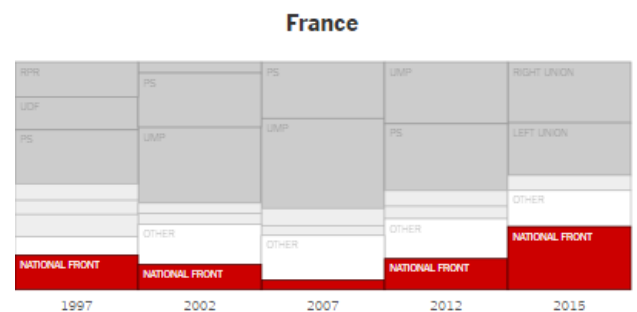 France
RPR
UDF
PS
NATIONAL FRONT
PS
UMP
OTHER
NATIONAL FRONT
PS
UMP
OTHER
UMP
PS
OTHER
NATIONAL FRONT
RIGHT UNION
LEFT UNION
OTHER
NATIONAL FRONT
1997 2002 2007 2012 2015